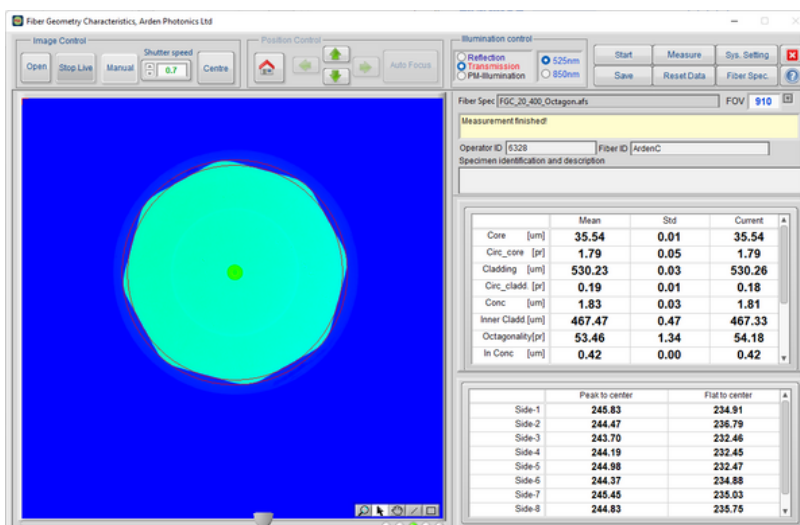 Fiber Geometry Characteristics, Arden Photonics Ltd
Image Control
Open
Stop Live
Manual
Shutter speed
0.7
Centre
Position Control
Auto Focus
Illumination control
Reflection
Transmission
PM-Illumination
525nm
850nm
Start
Measure
Sys. Setting
Save
Reset Data
Fiber Spec.
Fiber Spec FGC_20_400_Octagon.afs
FOV 910
Measurement finished!
Operator ID 6328 Fiber ID ArdenC
Specimen identification and description
Mean Std Current
Core [um] 35.54 0.01 35.54
Circ_core [pr] 1.79 0.05 1.79
Cladding [um] 530.23 0.03 530.26
Circ_cladd. [pr] 0.19 0.01 0.18
Conc [um] 1.83 0.03 1.81
Inner Cladd.[um] 467.47 0.47 467.33
Octagonality[pr] 53.46 1.34 54.18
In Conc [um] 0.42 0.00 0.42
Peak to center Flat to center
Side-1 245.83 234.91
Side-2 244.47 236.79
Side-3 243.70 232.46
Side-4 244.19 232.45
Side-5 244.98 232.47
Side-6 244.37 234.88
Side-7 245.45 235.03
Side-8 244.83 235.75